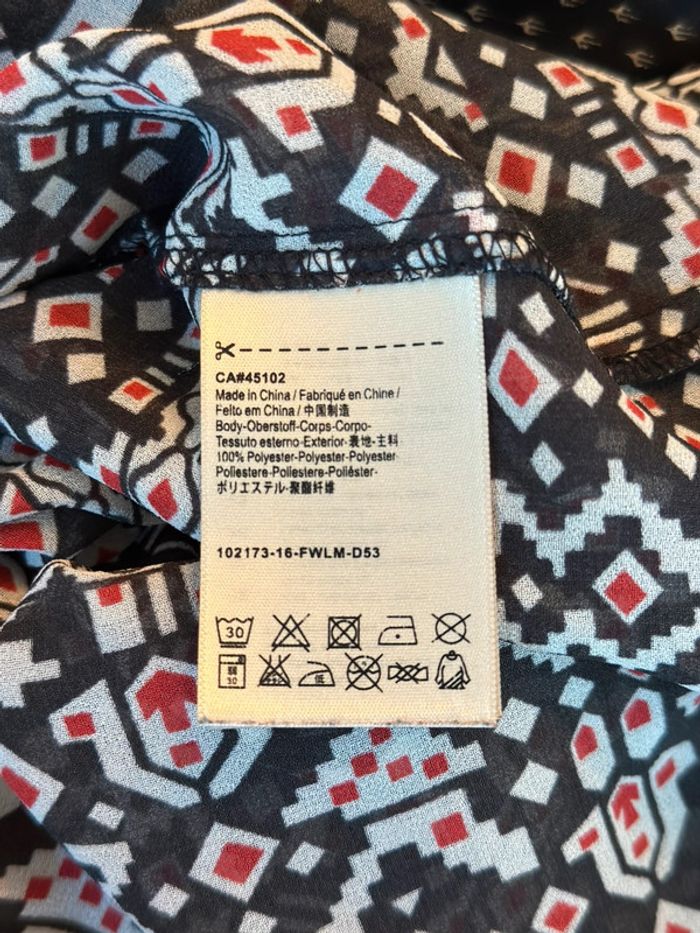 CA#45102
Made in China / Fabriqué en Chine /
Feito em China / 中国制造
Body-Oberstoff-Corps-Corpo-
Tessuto esterno-Exterior-表地-主料
100% Polyester-Polyester-Polyester
Poliestere-Poliestere-Poliéster-
ポリエステル-聚酯纤维
102173-16-FWLM-D53
30
弱
30
低